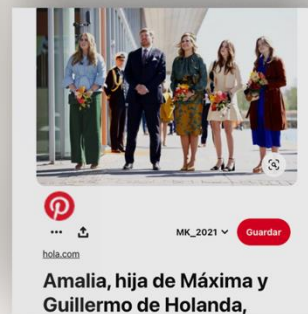 MK_2021
Guardar
hola.com
Amalia, hija de Máxima y
Guillermo de Holanda,